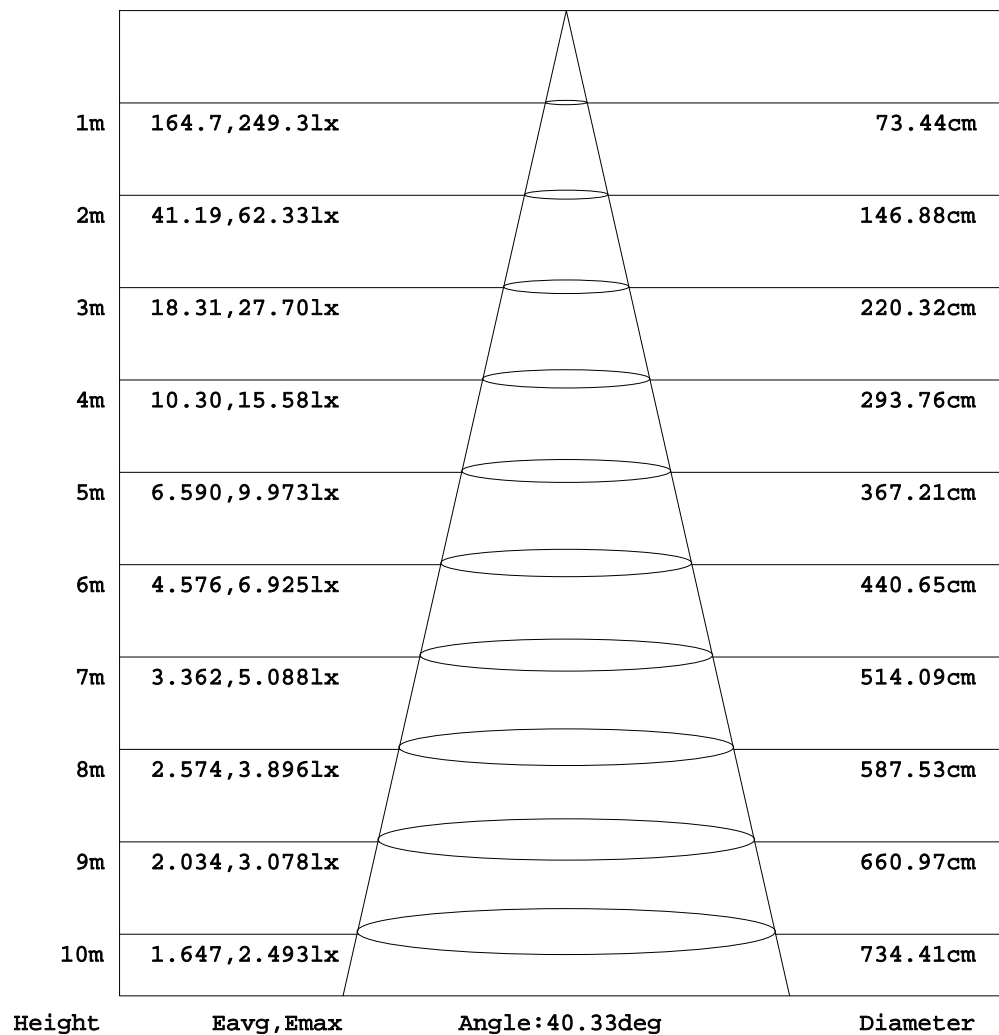 1m 164.7,249.3lx 73.44cm
2m 41.19,62.33lx 146.88cm
3m 18.31,27.70lx 220.32cm
4m 10.30,15.58lx 293.76cm
5m 6.590,9.973lx 367.21cm
6m 4.576,6.925lx 440.65cm
7m 3.362,5.088lx 514.09cm
8m 2.574,3.896lx 587.53cm
9m 2.034,3.078lx 660.97cm
10m 1.647,2.493lx 734.41cm
Height Eavg,Emax Angle:40.33deg Diameter